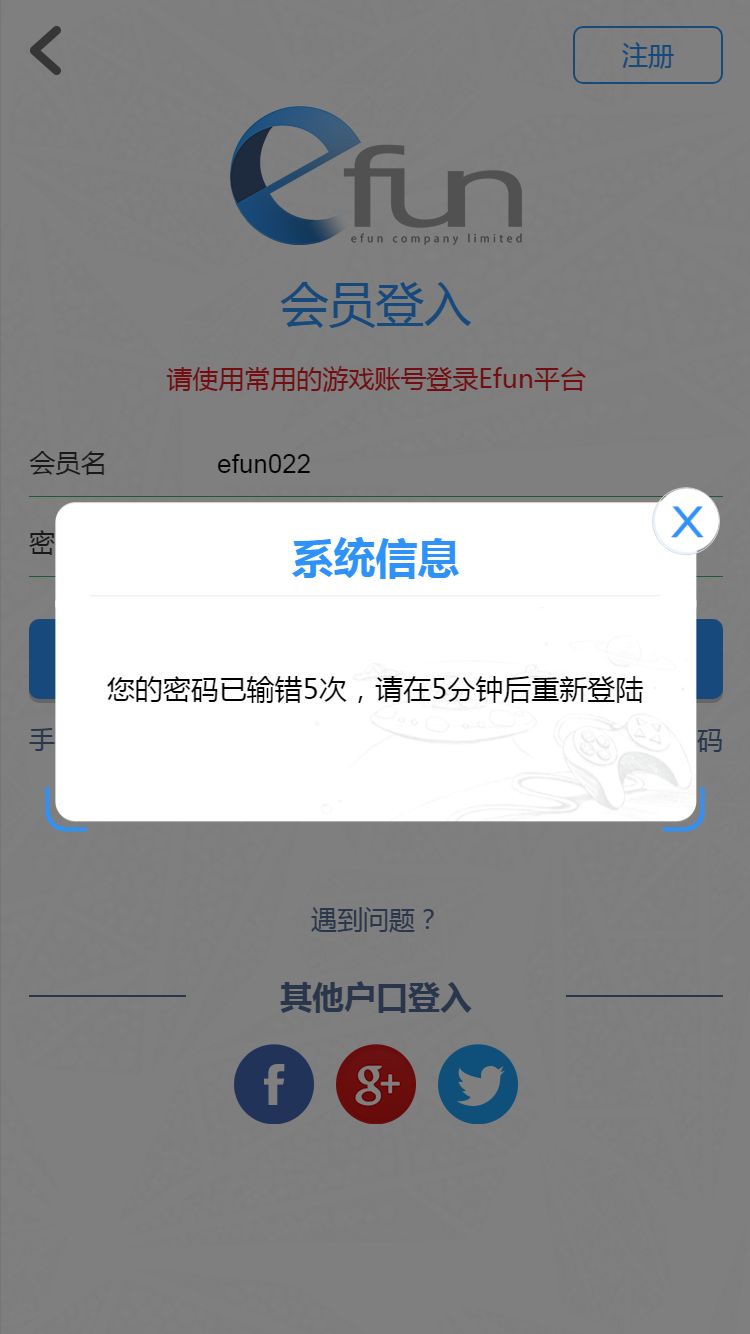 注册
efun
efun company limited
会员登入
请使用常用的游戏账号登录Efun平台
会员名 efun022
密
X
系统信息
您的密码已输错5次，请在5分钟后重新登陆
手
码
遇到问题？
其他户口登入
f
g+